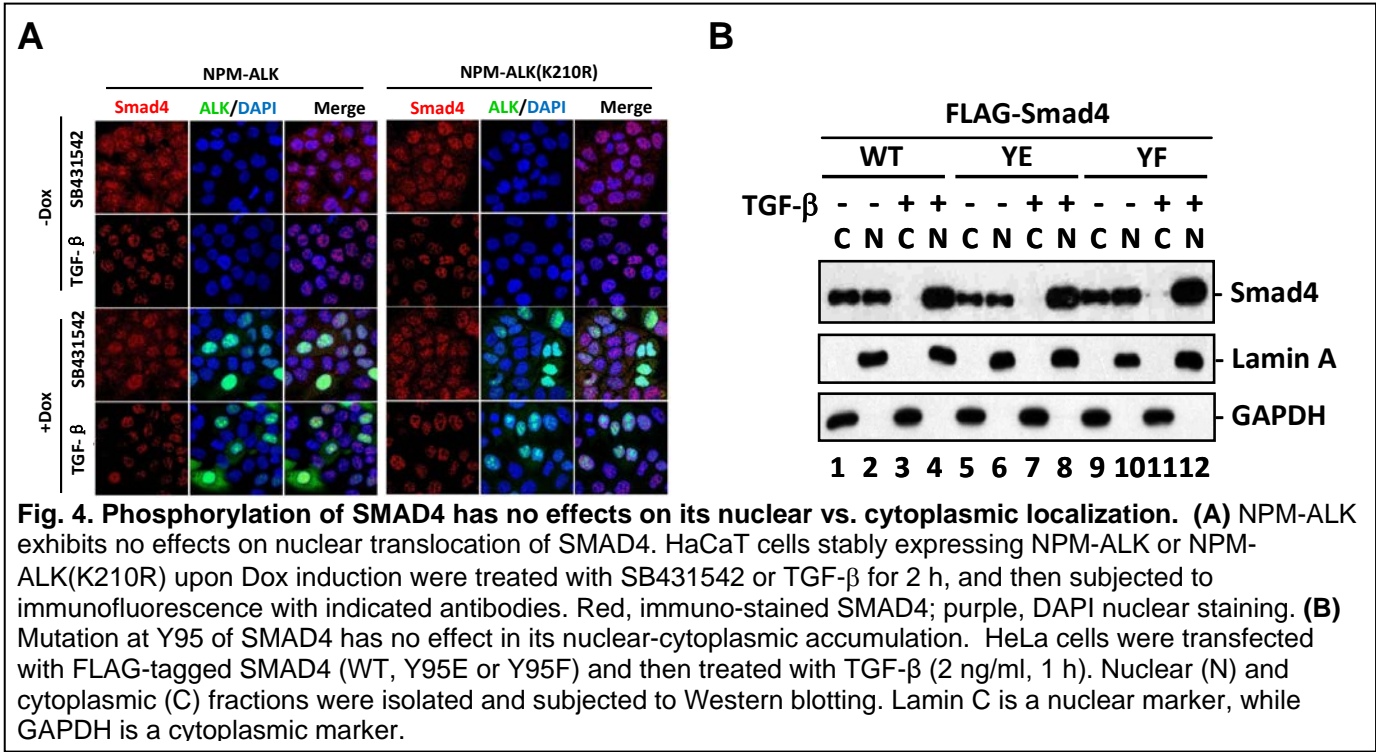 A
NPM-ALK
NPM-ALK(K210R)
Smad4 ALK/DAPI Merge Smad4 ALK/DAPI Merge
-Dox
SB431542
TGF- β
+Dox
SB431542
TGF- β
B
FLAG-Smad4
WT YE YF
TGF-β - - + + - - + + - - + +
C N C N C N C N C N C N
- Smad4
- Lamin A
- GAPDH
1 2 3 4 5 6 7 8 9 10 11 12
Fig. 4. Phosphorylation of SMAD4 has no effects on its nuclear vs. cytoplasmic localization. (A) NPM-ALK
exhibits no effects on nuclear translocation of SMAD4. HaCaT cells stably expressing NPM-ALK or NPM-
ALK(K210R) upon Dox induction were treated with SB431542 or TGF-β for 2 h, and then subjected to
immunofluorescence with indicated antibodies. Red, immuno-stained SMAD4; purple, DAPI nuclear staining. (B)
Mutation at Y95 of SMAD4 has no effect in its nuclear-cytoplasmic accumulation. HeLa cells were transfected
with FLAG-tagged SMAD4 (WT, Y95E or Y95F) and then treated with TGF-β (2 ng/ml, 1 h). Nuclear (N) and
cytoplasmic (C) fractions were isolated and subjected to Western blotting. Lamin C is a nuclear marker, while
GAPDH is a cytoplasmic marker.